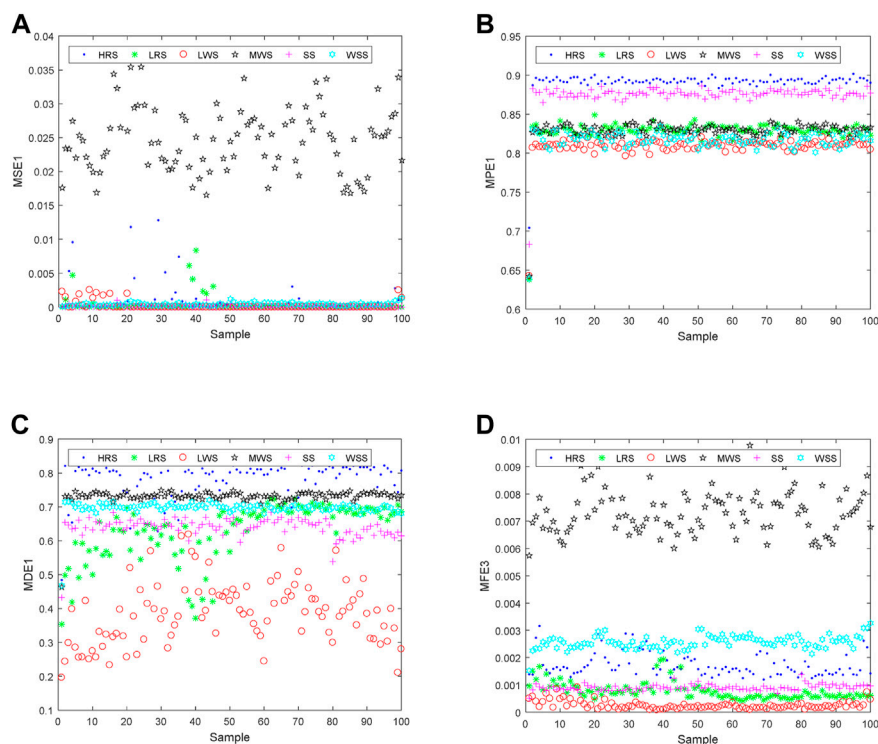 A
0.04
HRS LRS LWS MWS SS WSS
0.035
0.03
0.025
MSE1
0.02
0.015
0.01
0.005
0
0 10 20 30 40 50 60 70 80 90 100
Sample
B
0.95
HRS LRS LWS MWS SS WSS
0.9
0.85
0.8
MPE1
0.75
0.7
0.65
0.6
0 10 20 30 40 50 60 70 80 90 100
Sample
C
0.9
HRS LRS LWS MWS SS WSS
0.8
0.7
0.6
MDE1
0.5
0.4
0.3
0.2
0.1
0 10 20 30 40 50 60 70 80 90 100
Sample
D
0.01
HRS LRS LWS MWS SS WSS
0.009
0.008
0.007
0.006
MFE3
0.005
0.004
0.003
0.002
0.001
0
0 20 40 60 80 100
Sample